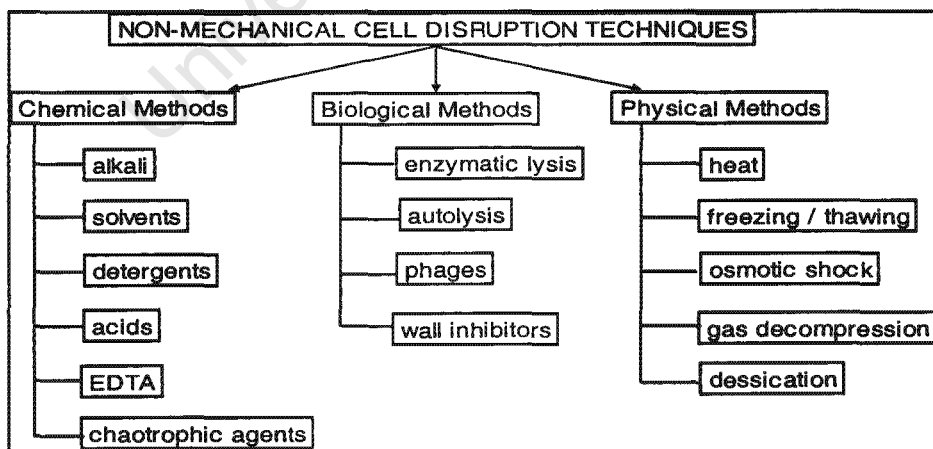 NON-MECHANICAL CELL DISRUPTION TECHNIQUES
Chemical Methods
alkali
solvents
detergents
acids
EDTA
chaotrophic agents
Biological Methods
enzymatic lysis
autolysis
phages
wall inhibitors
Physical Methods
heat
freezing / thawing
osmotic shock
gas decompression
dessication